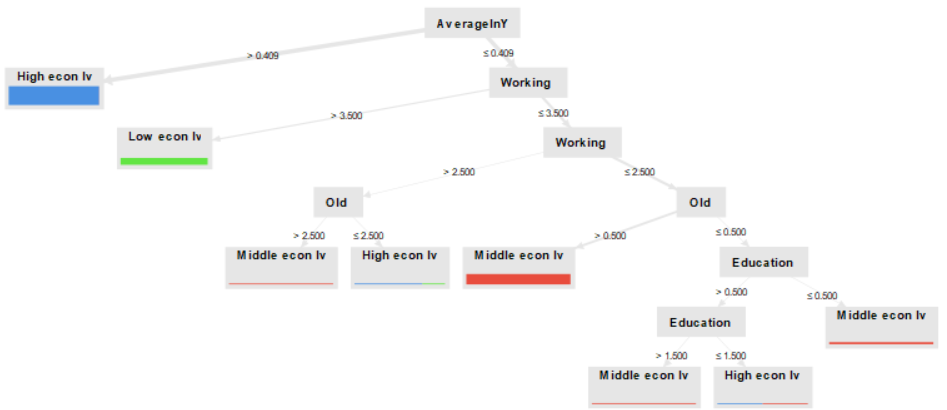 AverageInY
> 0.409
≤ 0.409
High econ lv
Working
> 3.500
≤ 3.500
Low econ lv
Working
> 2.500
≤ 2.500
Old
Old
> 2.500
≤ 2.500
> 0.500
≤ 0.500
Middle econ lv
High econ lv
Middle econ lv
Education
> 0.500
≤ 0.500
Education
Middle econ lv
> 1.500
≤ 1.500
Middle econ lv
High econ lv